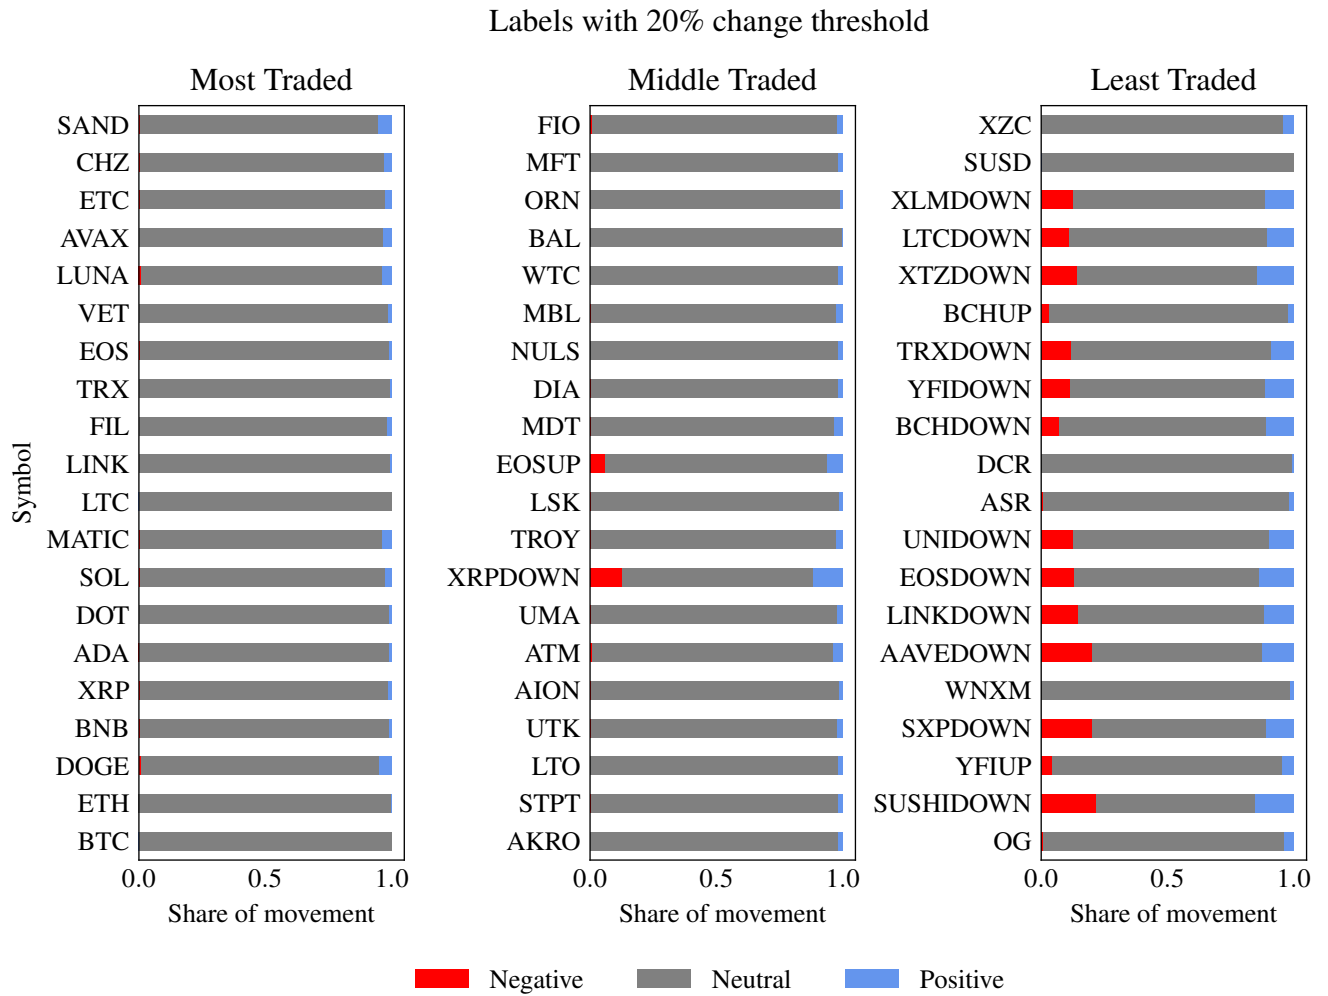 Labels with 20% change threshold
Most Traded
SAND
CHZ
ETC
AVAX
LUNA
VET
EOS
TRX
FIL
LINK
LTC
MATIC
SOL
DOT
ADA
XRP
BNB
DOGE
ETH
BTC
Symbol
0.0 0.5 1.0
Share of movement
Middle Traded
FIO
MFT
ORN
BAL
WTC
MBL
NULS
DIA
MDT
EOSUP
LSK
TROY
XRPDOWN
UMA
ATM
AION
UTK
LTO
STPT
AKRO
0.0 0.5 1.0
Share of movement
Least Traded
XZC
SUSD
XLMDOWN
LTCDOWN
XTZDOWN
BCHUP
TRXDOWN
YFIDOWN
BCHDOWN
DCR
ASR
UNIDOWN
EOSDOWN
LINKDOWN
AAVEDOWN
WNXM
SXPDOWN
YFIUP
SUSHIDOWN
OG
0.0 0.5 1.0
Share of movement
Negative Neutral Positive